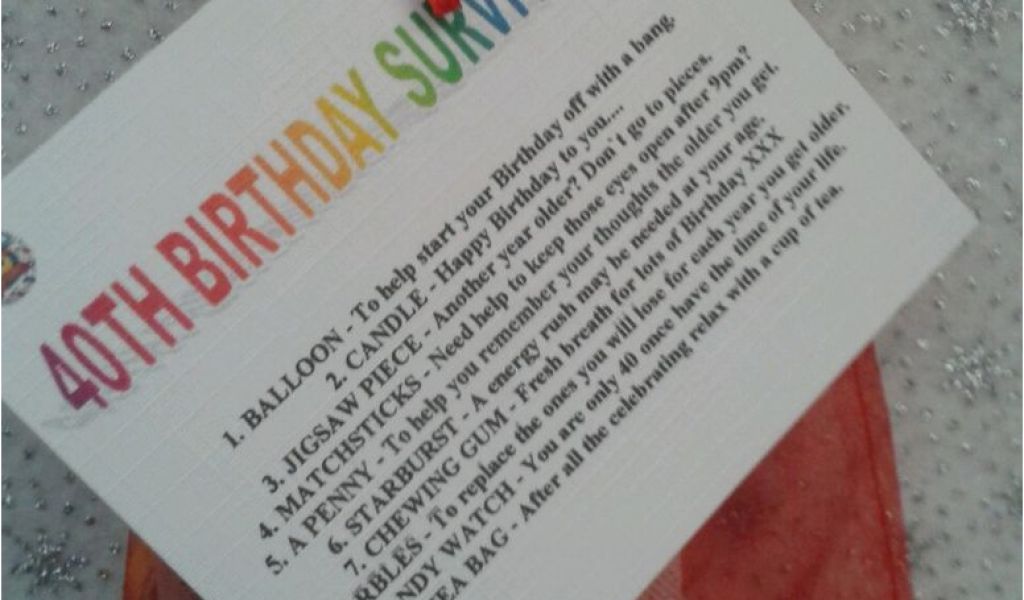 40TH BIRTHDAY SURV
1. BALLOON - To help start your Birthday off with a bang.
2. CANDLE - Happy Birthday to you...
3. JIGSAW PIECE - Another year older? Don`t go to pieces.
4. MATCHSTICKS - Need help to keep those eyes open after 9pm?
5. A PENNY - To help you remember your thoughts the older you get.
6. STARBURST - A energy rush may be needed at your age.
7. CHEWING GUM - Fresh breath for lots of Birthday XXX
RBLES - To replace the ones you will lose for each year you get older.
NDY WATCH - You are only 40 once have the time of your life.
EA BAG - After all the celebrating relax with a cup of tea.